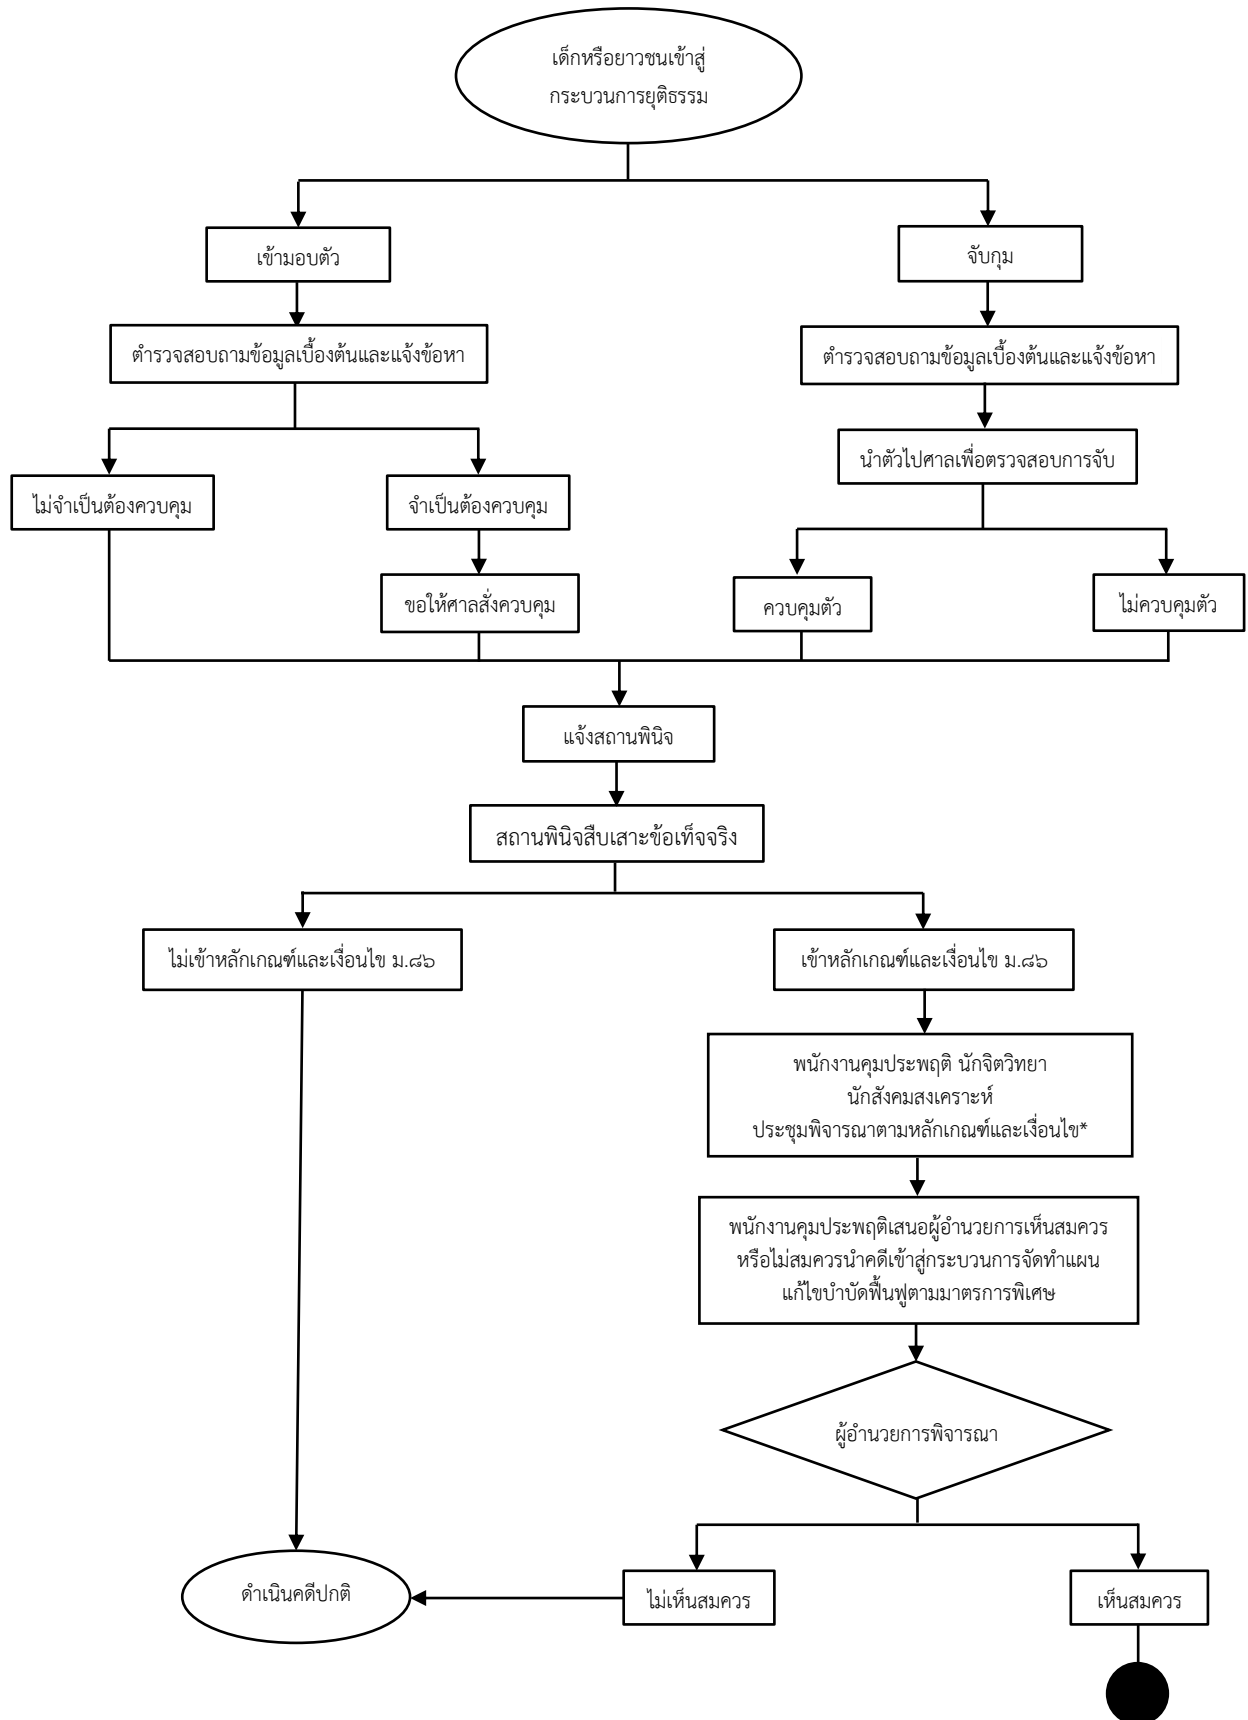 เด็กหรือยาวชนเข้าสู่
กระบวนการยุติธรรม
เข้ามอบตัว
จับกุม
ตำรวจสอบถามข้อมูลเบื้องต้นและแจ้งข้อหา
ตำรวจสอบถามข้อมูลเบื้องต้นและแจ้งข้อหา
นำตัวไปศาลเพื่อตรวจสอบการจับ
ไม่จำเป็นต้องควบคุม
จำเป็นต้องควบคุม
ขอให้ศาลสั่งควบคุม
ควบคุมตัว
ไม่ควบคุมตัว
แจ้งสถานพินิจ
สถานพินิจสืบเสาะข้อเท็จจริง
ไม่เข้าหลักเกณฑ์และเงื่อนไข ม.๘๖
เข้าหลักเกณฑ์และเงื่อนไข ม.๘๖
พนักงานคุมประพฤติ นักจิตวิทยา
นักสังคมสงเคราะห์
ประชุมพิจารณาตามหลักเกณฑ์และเงื่อนไข*
พนักงานคุมประพฤติเสนอผู้อำนวยการเห็นสมควร
หรือไม่สมควรนำคดีเข้าสู่กระบวนการจัดทำแผน
แก้ไขบำบัดฟื้นฟูตามมาตรการพิเศษ
ผู้อำนวยการพิจารณา
ดำเนินคดีปกติ
ไม่เห็นสมควร
เห็นสมควร